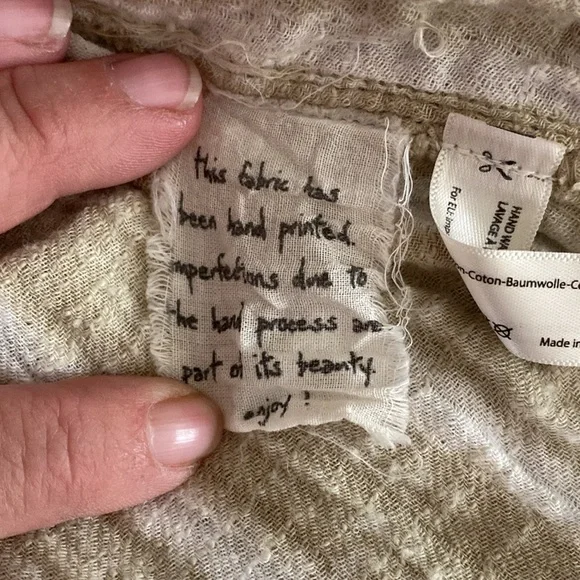 this fabric has
been hand printed.
imperfections due to
the hand process are
part of its beauty.
enjoy!
HAND WA
LAVAGE A
-Coton-Baumwolle-Co
Made in